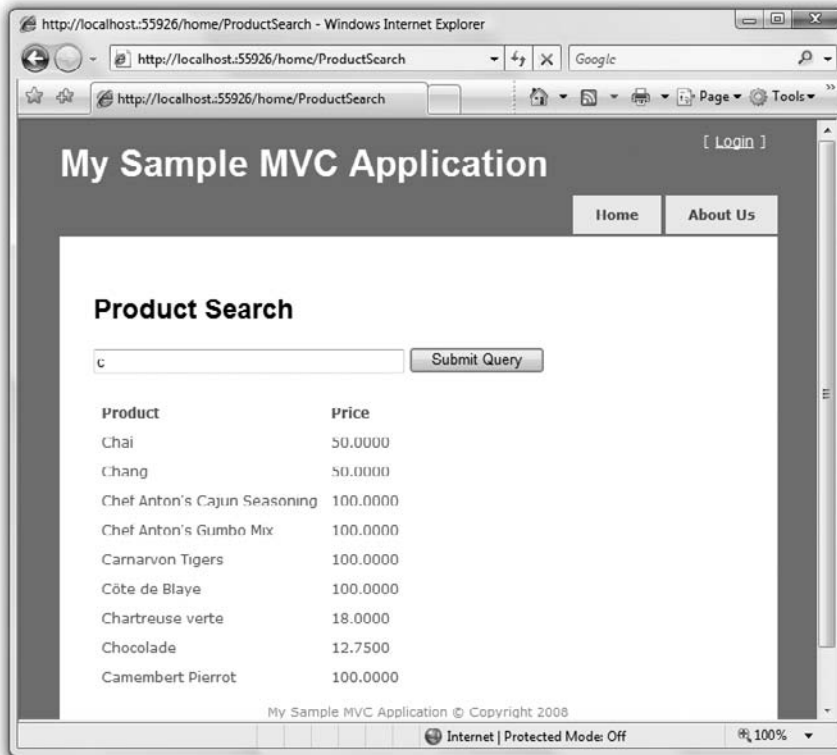 http://localhost.:55926/home/ProductSearch - Windows Internet Explorer
http://localhost.:55926/home/ProductSearch
Google
http://localhost.:55926/home/ProductSearch
Page
Tools
[ Login ]
My Sample MVC Application
Home
About Us
Product Search
c
Submit Query
Product Price
Chai 50.0000
Chang 50.0000
Chef Anton's Cajun Seasoning 100.0000
Chef Anton's Gumbo Mix 100.0000
Carnarvon Tigers 100.0000
Côte de Blaye 100.0000
Chartreuse verte 18.0000
Chocolade 12.7500
Camembert Pierrot 100.0000
My Sample MVC Application © Copyright 2008
Internet | Protected Mode: Off
100%